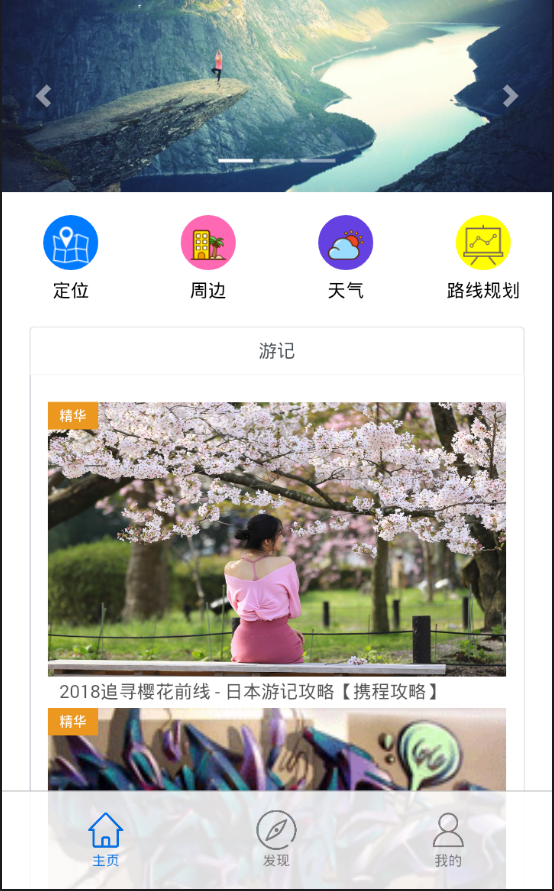 定位
周边
天气
路线规划
游记
精华
2018追寻樱花前线 - 日本游记攻略【携程攻略】
精华
主页
发现
我的